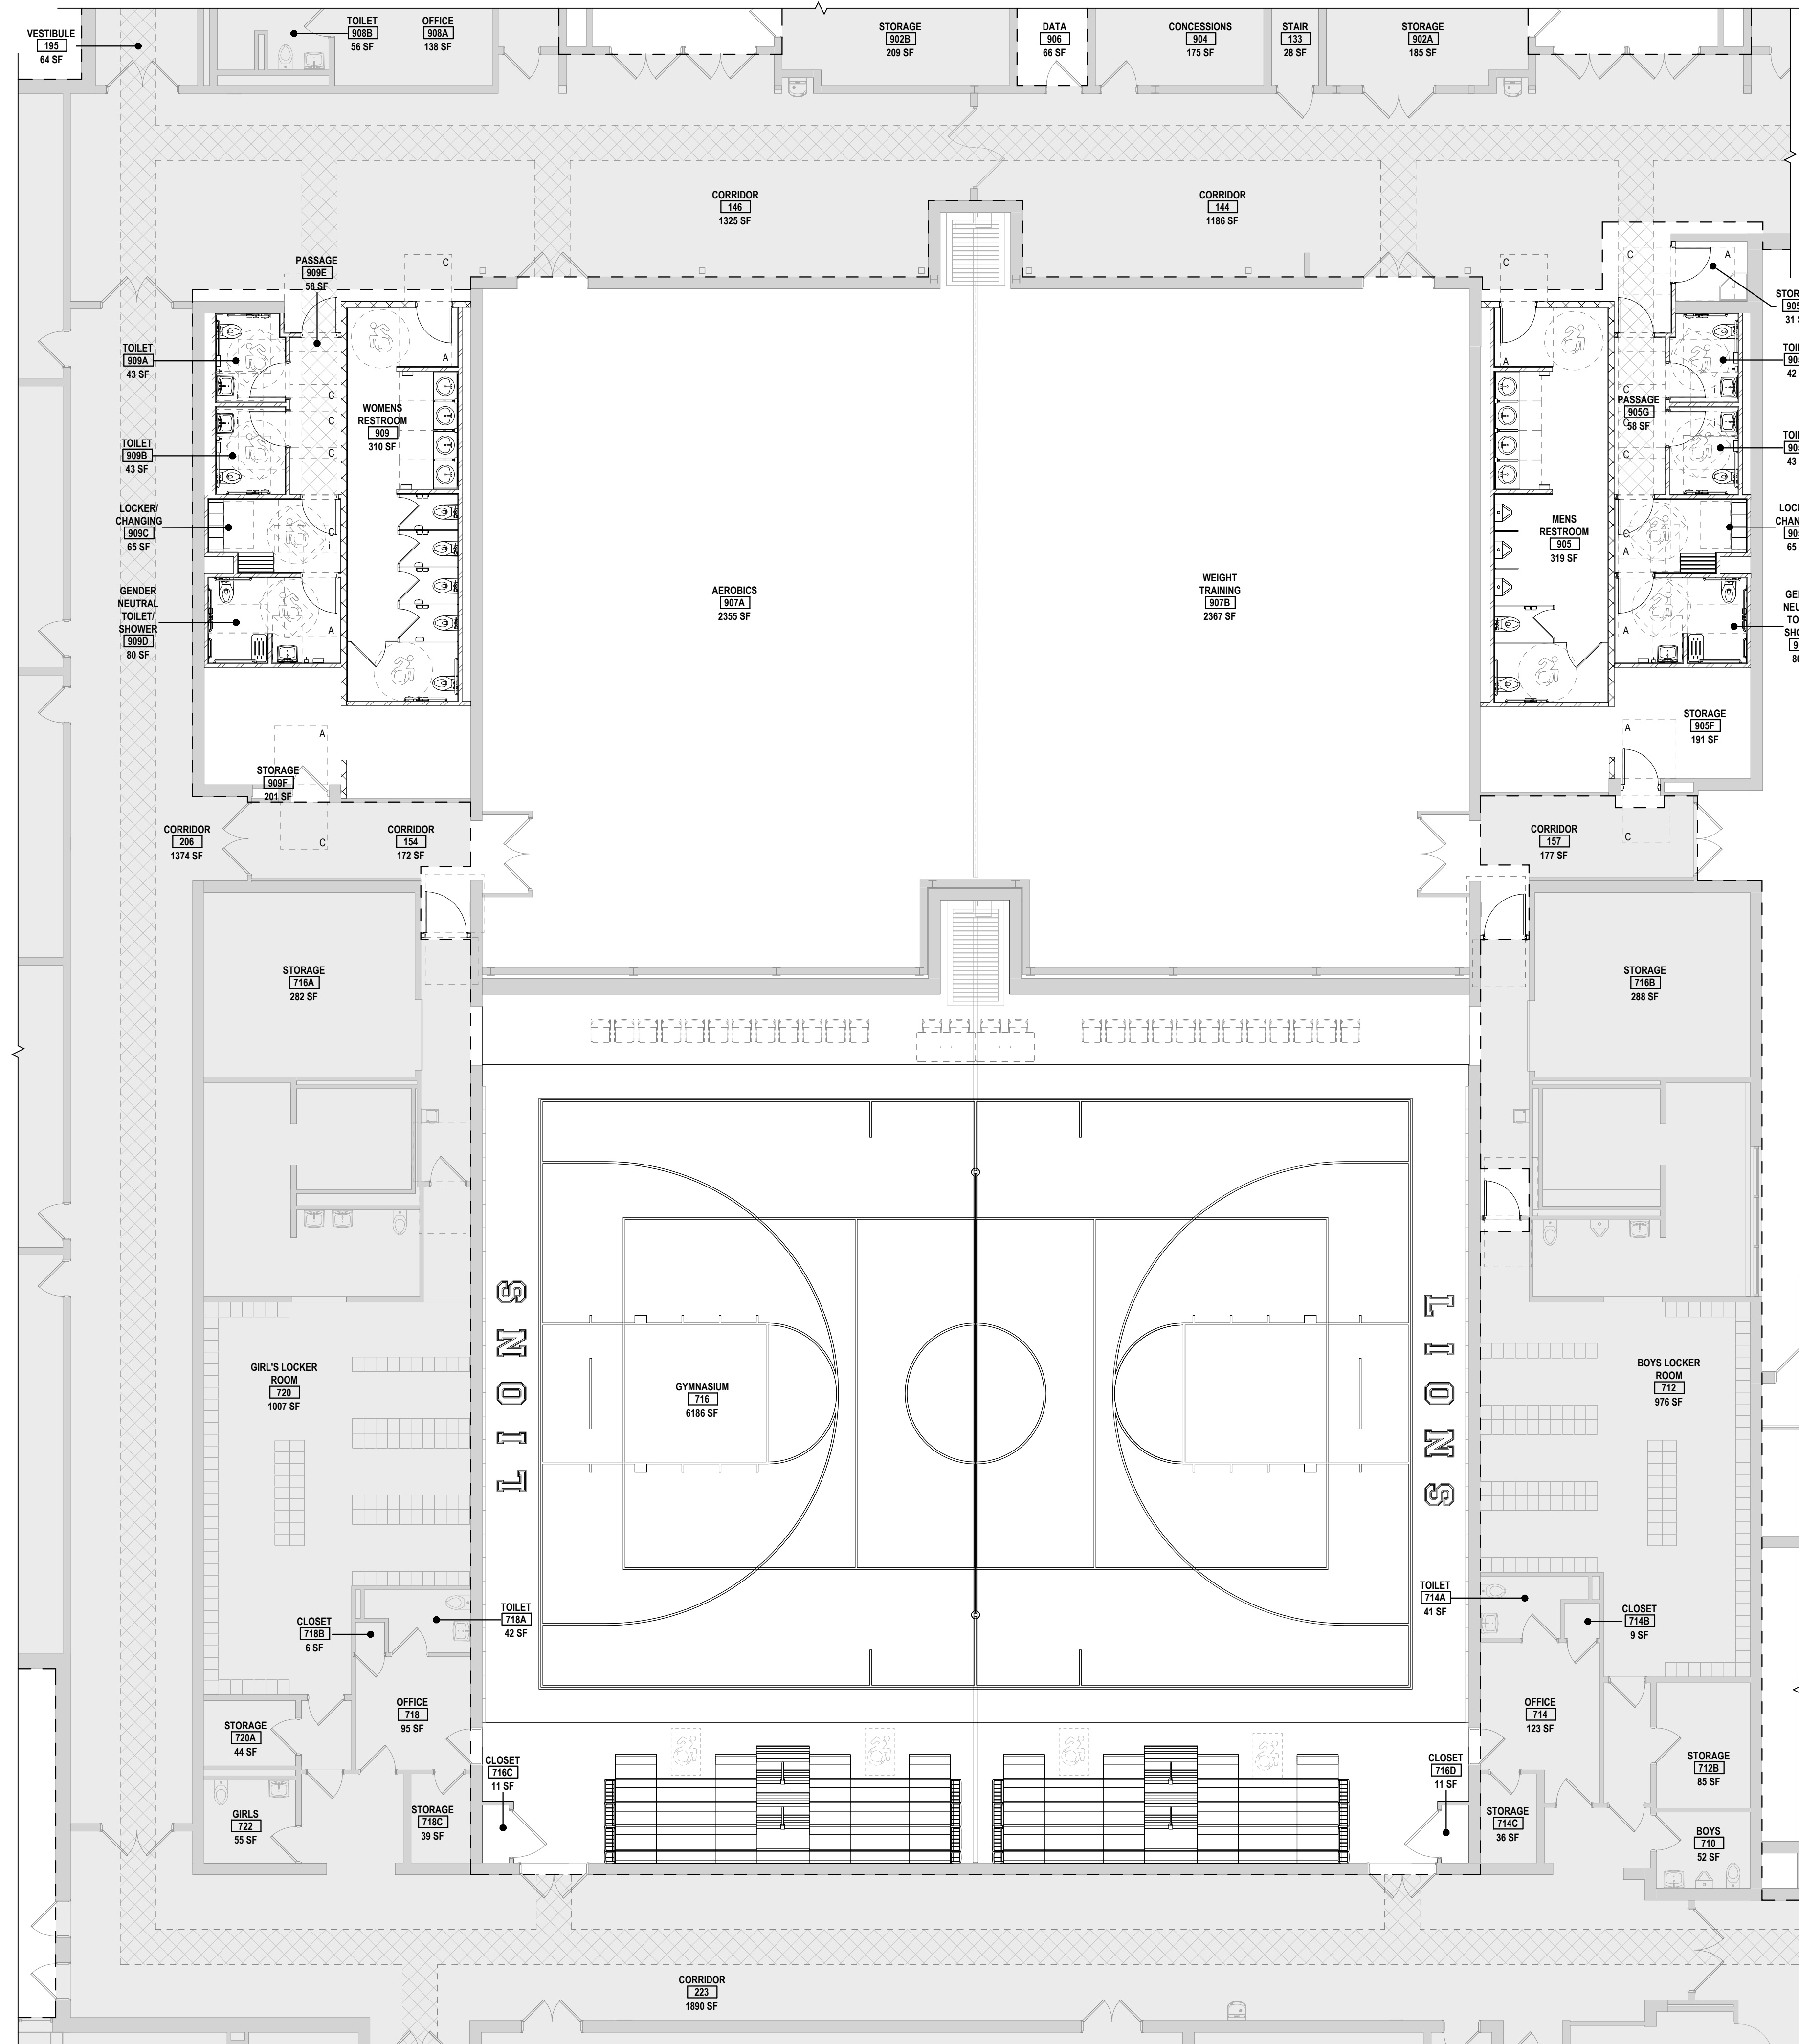 VESTIBULE
195
64 SF
TOILET
908B
56 SF
OFFICE
908A
138 SF
STORAGE
902B
209 SF
DATA
906
66 SF
CONCESSIONS
904
175 SF
STAIR
133
28 SF
STORAGE
902A
185 SF
CORRIDOR
146
1325 SF
CORRIDOR
144
1186 SF
PASSAGE
909E
58 SF
C
A
C
C
A
C
A
31
TOILET
909A
43 SF
WOMENS
RESTROOM
909
310 SF
C
C
C
C
PASSAGE
905G
58 SF
C
C
42
TOILET
909B
43 SF
43
LOCKER/
CHANGING
909C
65 SF
C
MENS
RESTROOM
905
319 SF
C
A
65
GENDER
NEUTRAL
TOILET/
SHOWER
909D
80 SF
A
AEROBICS
907A
2355 SF
WEIGHT
TRAINING
907B
2367 SF
A
STORAGE
909F
201 SF
A
STORAGE
905F
191 SF
A
CORRIDOR
206
1374 SF
C
CORRIDOR
154
172 SF
CORRIDOR
157
177 SF
C
STORAGE
716A
282 SF
STORAGE
716B
288 SF
LIONS
LIONS
GIRL'S LOCKER
ROOM
720
1007 SF
GYMNASIUM
716
6186 SF
BOYS LOCKER
ROOM
712
976 SF
CLOSET
718B
6 SF
TOILET
718A
42 SF
TOILET
714A
41 SF
CLOSET
714B
9 SF
OFFICE
718
95 SF
OFFICE
714
123 SF
STORAGE
720A
44 SF
CLOSET
716C
11 SF
CLOSET
716D
11 SF
STORAGE
712B
85 SF
GIRLS
722
55 SF
STORAGE
718C
39 SF
STORAGE
714C
36 SF
BOYS
710
52 SF
CORRIDOR
223
1890 SF